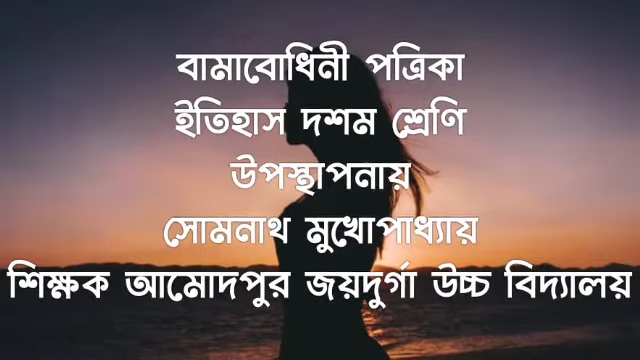 বামাবোধিনী পত্রিকা
ইতিহাস দশম শ্রেণি
উপস্থাপনায়
সোমনাথ মুখোপাধ্যায়
শিক্ষক আমোদপুর জয়দুর্গা উচ্চ বিদ্যালয়